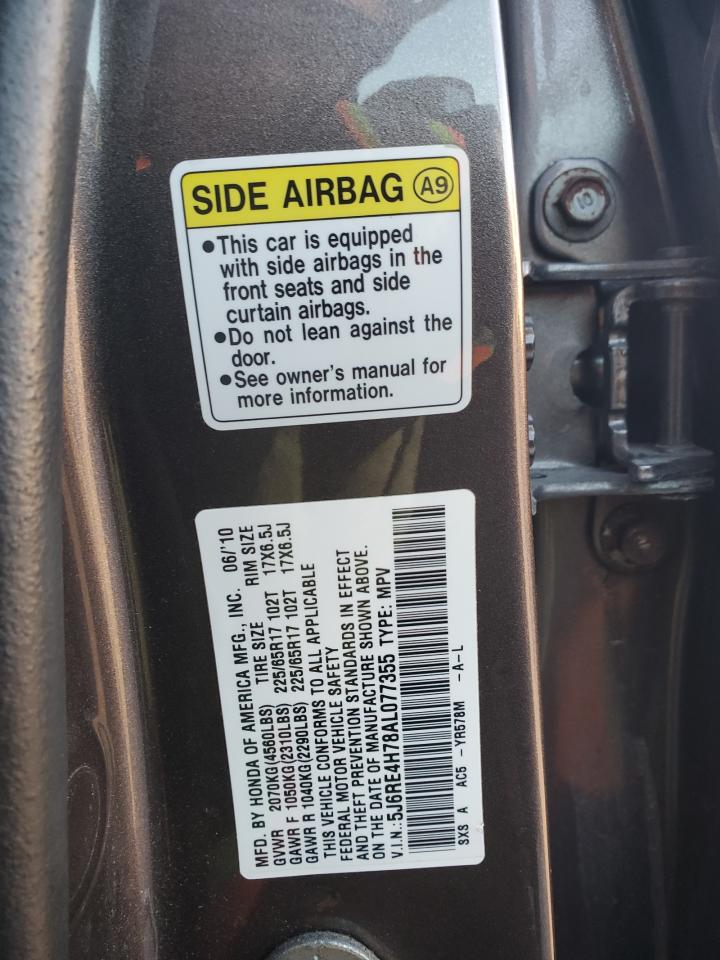 SIDE AIRBAG A9
●This car is equipped
with side airbags in the
front seats and side
curtain airbags.
●Do not lean against the
door.
●See owner's manual for
more information.
MFD. BY HONDA OF AMERICA MFG., INC. 06/'10
GVWR 2070KG(4560LBS) TIRE SIZE RIM SIZE
GAWR F 1050KG(2310LBS) 225/65R17 102T 17X6.5J
GAWR R 1040KG(2290LBS) 225/65R17 102T 17X6.5J
THIS VEHICLE CONFORMS TO ALL APPLICABLE
FEDERAL MOTOR VEHICLE SAFETY
AND THEFT PREVENTION STANDARDS IN EFFECT
ON THE DATE OF MANUFACTURE SHOWN ABOVE.
V.I.N.:5J6RE4H78AL077355 TYPE: MPV
SXS A AC5 -YR578M -A-L
10